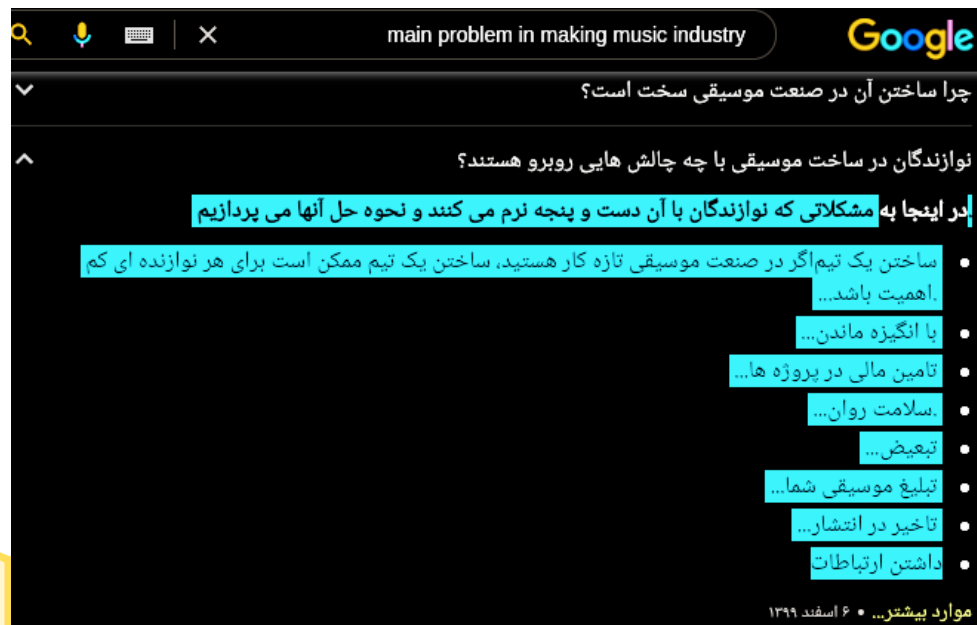 main problem in making music industry
Google
چرا ساختن آن در صنعت موسیقی سخت است؟
نوازندگان در ساخت موسیقی با چه چالش هایی روبرو هستند؟
در اینجا به مشکلاتی که نوازندگان با آن دست و پنجه نرم می کنند و نحوه حل آنها می پردازیم
ساختن یک تیم‌اگر در صنعت موسیقی تازه کار هستید، ساختن یک تیم ممکن است برای هر نوازنده ای کم
.اهمیت باشد...
با انگیزه ماندن...
تامین مالی در پروژه ها...
.سلامت روان...
تبعیض...
تبلیغ موسیقی شما...
تاخیر در انتشار...
داشتن ارتباطات
موارد بیشتر... • ۶ اسفند ۱۳۹۹